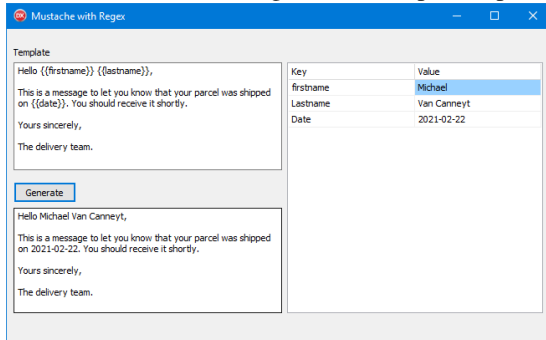 Mustache with Regex
Template
Hello {{firstname}} {{lastname}},
This is a message to let you know that your parcel was shipped
on {{date}}. You should receive it shortly.
Yours sincerely,
The delivery team.
Key Value
firstname Michael
Lastname Van Canneyt
Date 2021-02-22
Generate
Hello Michael Van Canneyt,
This is a message to let you know that your parcel was shipped
on 2021-02-22. You should receive it shortly.
Yours sincerely,
The delivery team.